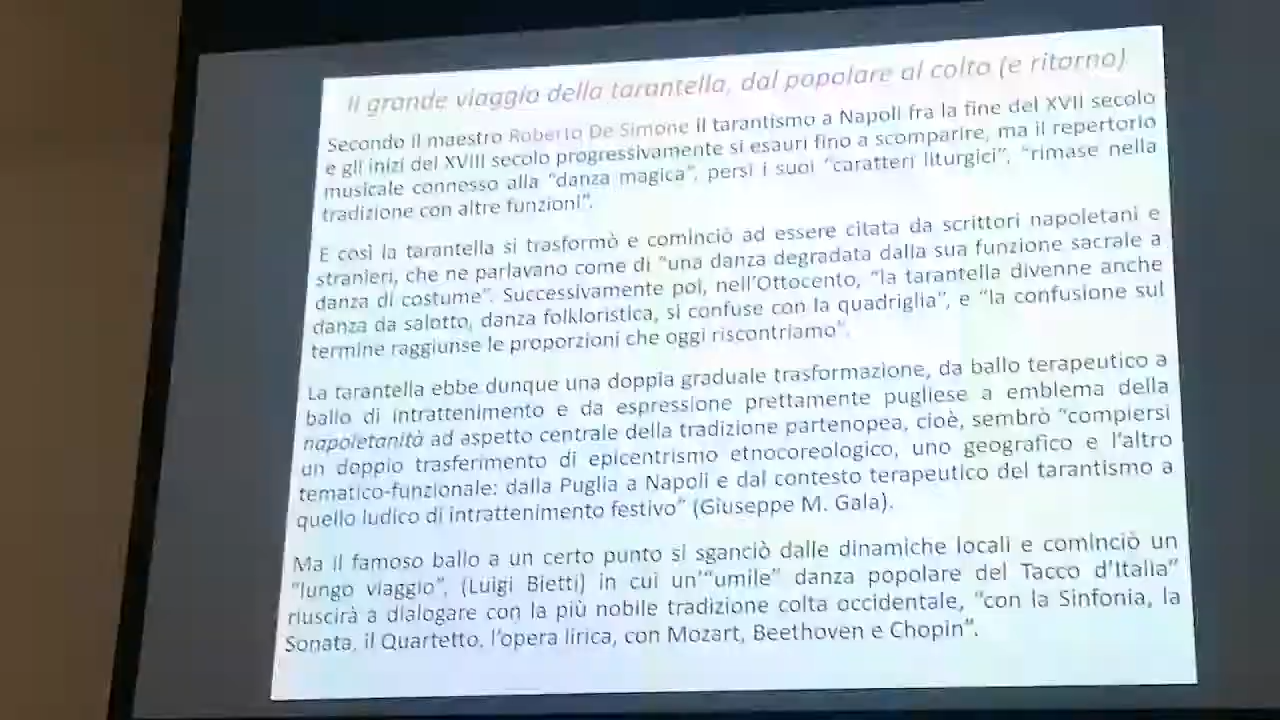 Il grande viaggio della tarantella, dal popolare al colto (e ritorno)
Secondo il maestro Roberto De Simone il tarantismo a Napoli fra la fine del XVII secolo
e gli inizi del XVIII secolo progressivamente si esaurì fino a scomparire, ma il repertorio
musicale connesso alla “danza magica”, persi i suoi “caratteri liturgici”, “rimase nella
tradizione con altre funzioni”.
E così la tarantella si trasformò e cominciò ad essere citata da scrittori napoletani e
stranieri, che ne parlavano come di “una danza degradata dalla sua funzione sacrale a
danza di costume”. Successivamente poi, nell’Ottocento, “la tarantella divenne anche
danza da salotto, danza folkloristica, si confuse con la quadriglia”, e “la confusione sul
termine raggiunse le proporzioni che oggi riscontriamo”.
La tarantella ebbe dunque una doppia graduale trasformazione, da ballo terapeutico a
ballo di intrattenimento e da espressione prettamente pugliese a emblema della
napoletanità ad aspetto centrale della tradizione partenopea, cioè, sembrò “compiersi
un doppio trasferimento di epicentrismo etnocoreologico, uno geografico e l’altro
tematico-funzionale: dalla Puglia a Napoli e dal contesto terapeutico del tarantismo a
quello ludico di intrattenimento festivo” (Giuseppe M. Gala).
Ma il famoso ballo a un certo punto si sganciò dalle dinamiche locali e cominciò un
“lungo viaggio”, (Luigi Bietti) in cui un’“umile” danza popolare del Tacco d’Italia”
riuscirà a dialogare con la più nobile tradizione colta occidentale, “con la Sinfonia, la
Sonata, il Quartetto, l’opera lirica, con Mozart, Beethoven e Chopin”.